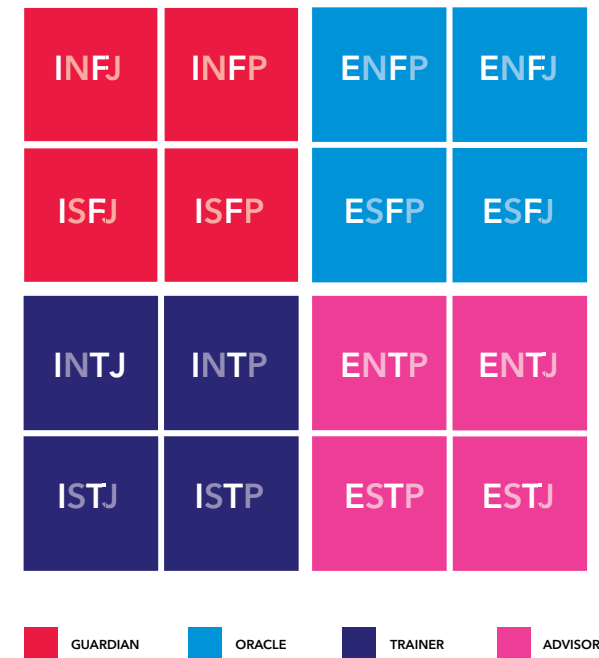 INFJ INFP ENFP ENFJ
ISFJ ISFP ESFP ESFJ
INTJ INTP ENTP ENTJ
ISTJ ISTP ESTP ESTJ
GUARDIAN ORACLE TRAINER ADVISOR